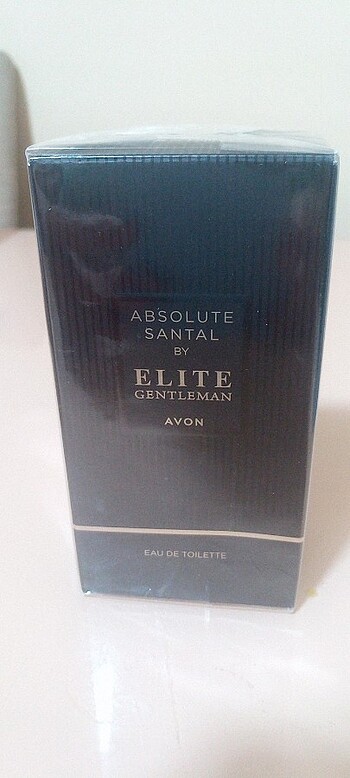 ABSOLUTE
SANTAL
BY
ELITE
GENTLEMAN
AVON
EAU DE TOILETTE